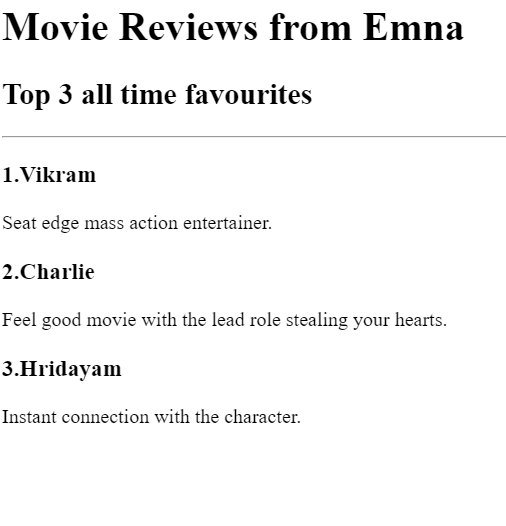 Movie Reviews from Emna
Top 3 all time favourites
1.Vikram
Seat edge mass action entertainer.
2.Charlie
Feel good movie with the lead role stealing your hearts.
3.Hridayam
Instant connection with the character.